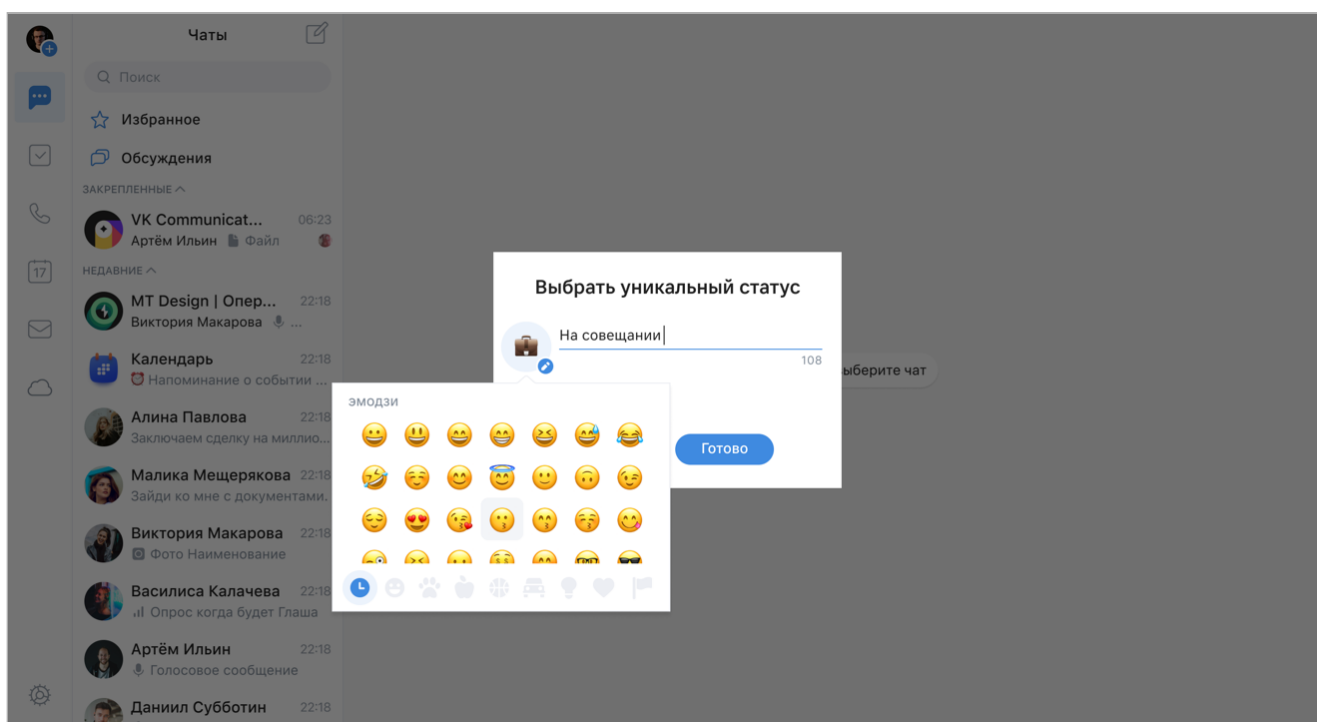 Чаты
Поиск
Избранное
Обсуждения
ЗАКРЕПЛЕННЫЕ
VK Communicat... 06:23
Артём Ильин Файл
НЕДАВНИЕ
MT Design | Опер... 22:18
Виктория Макарова ...
Календарь 22:18
Напоминание о событии ...
Алина Павлова 22:18
Заключаем сделку на миллио...
Малика Мещерякова 22:18
Зайди ко мне с документами.
Виктория Макарова 22:18
Фото Наименование
Василиса Калачева 22:18
Опрос когда будет Глаша
Артём Ильин 22:18
Голосовое сообщение
Даниил Субботин 22:18
17
Выбрать уникальный статус
На совещании
108
ЭМОДЗИ
Готово
чат